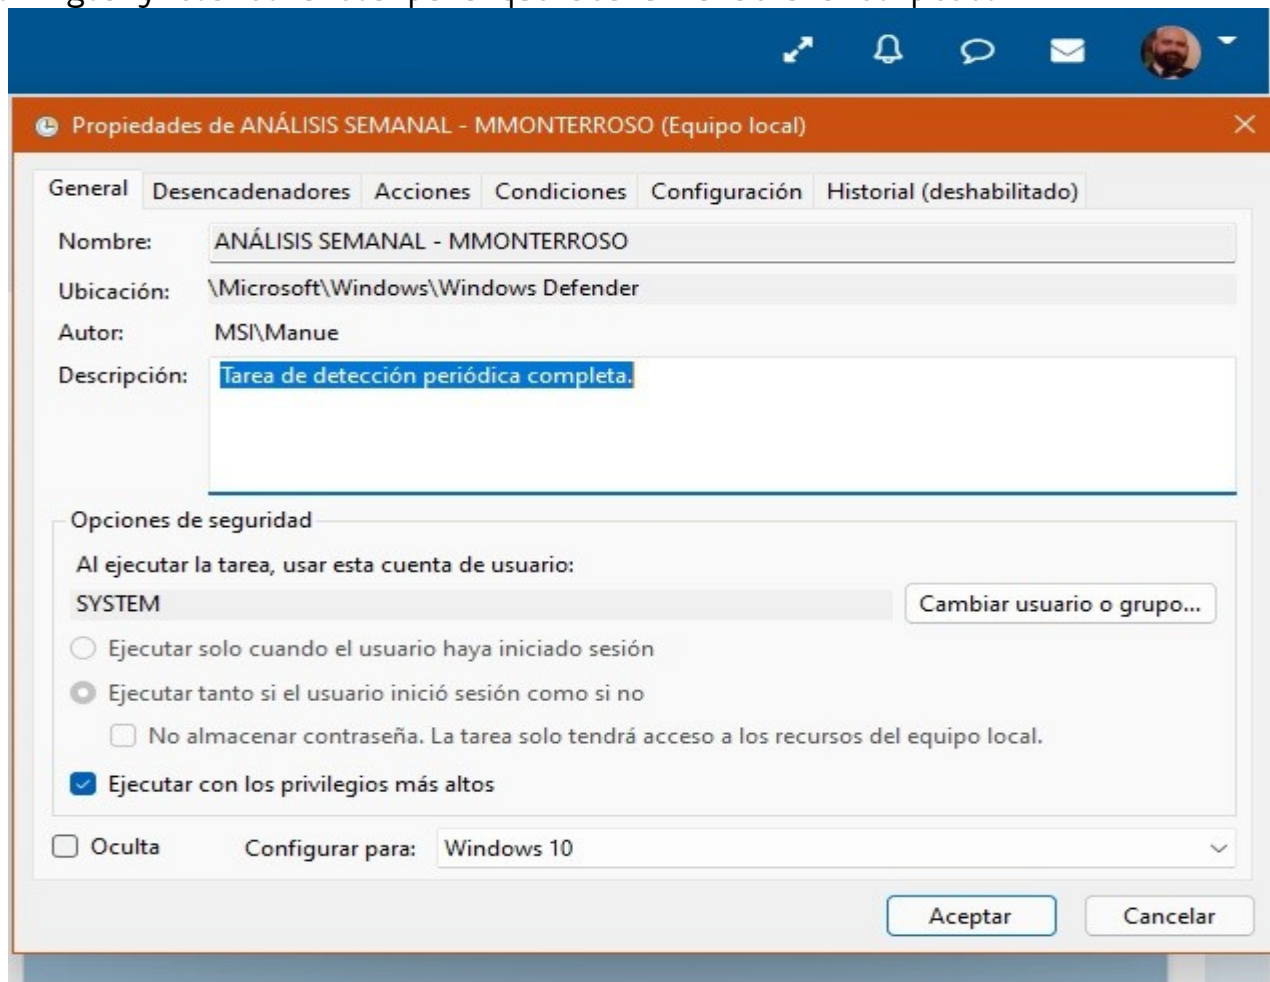 Propiedades de ANÁLISIS SEMANAL - MMONTERROSO (Equipo local)
General Desencadenadores Acciones Condiciones Configuración Historial (deshabilitado)
Nombre: ANÁLISIS SEMANAL - MMONTERROSO
Ubicación: \Microsoft\Windows\Windows Defender
Autor: MSI\Manue
Descripción: Tarea de detección periódica completa.
Opciones de seguridad
Al ejecutar la tarea, usar esta cuenta de usuario:
SYSTEM Cambiar usuario o grupo...
Ejecutar solo cuando el usuario haya iniciado sesión
Ejecutar tanto si el usuario inició sesión como si no
No almacenar contraseña. La tarea solo tendrá acceso a los recursos del equipo local.
Ejecutar con los privilegios más altos
Oculta Configurar para: Windows 10
Aceptar Cancelar